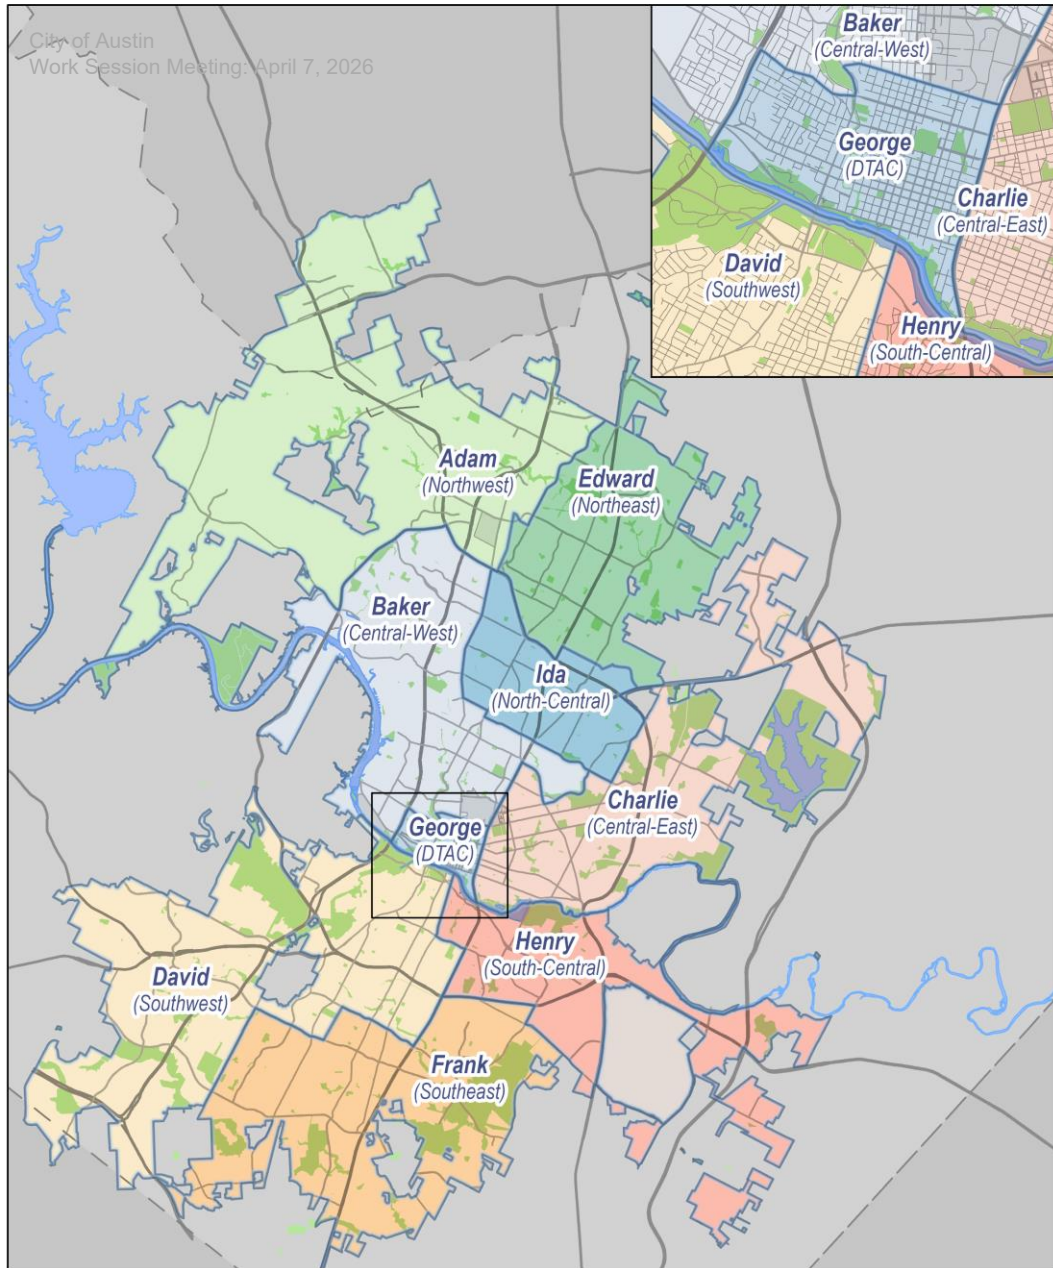 City of Austin
Work Session Meeting: April 7, 2026
Baker
(Central-West)
George
(DTAC)
Charlie
(Central-East)
David
(Southwest)
Henry
(South-Central)
Adam
(Northwest)
Edward
(Northeast)
Baker
(Central-West)
Ida
(North-Central)
Charlie
(Central-East)
George
(DTAC)
Henry
(South-Central)
David
(Southwest)
Frank
(Southeast)